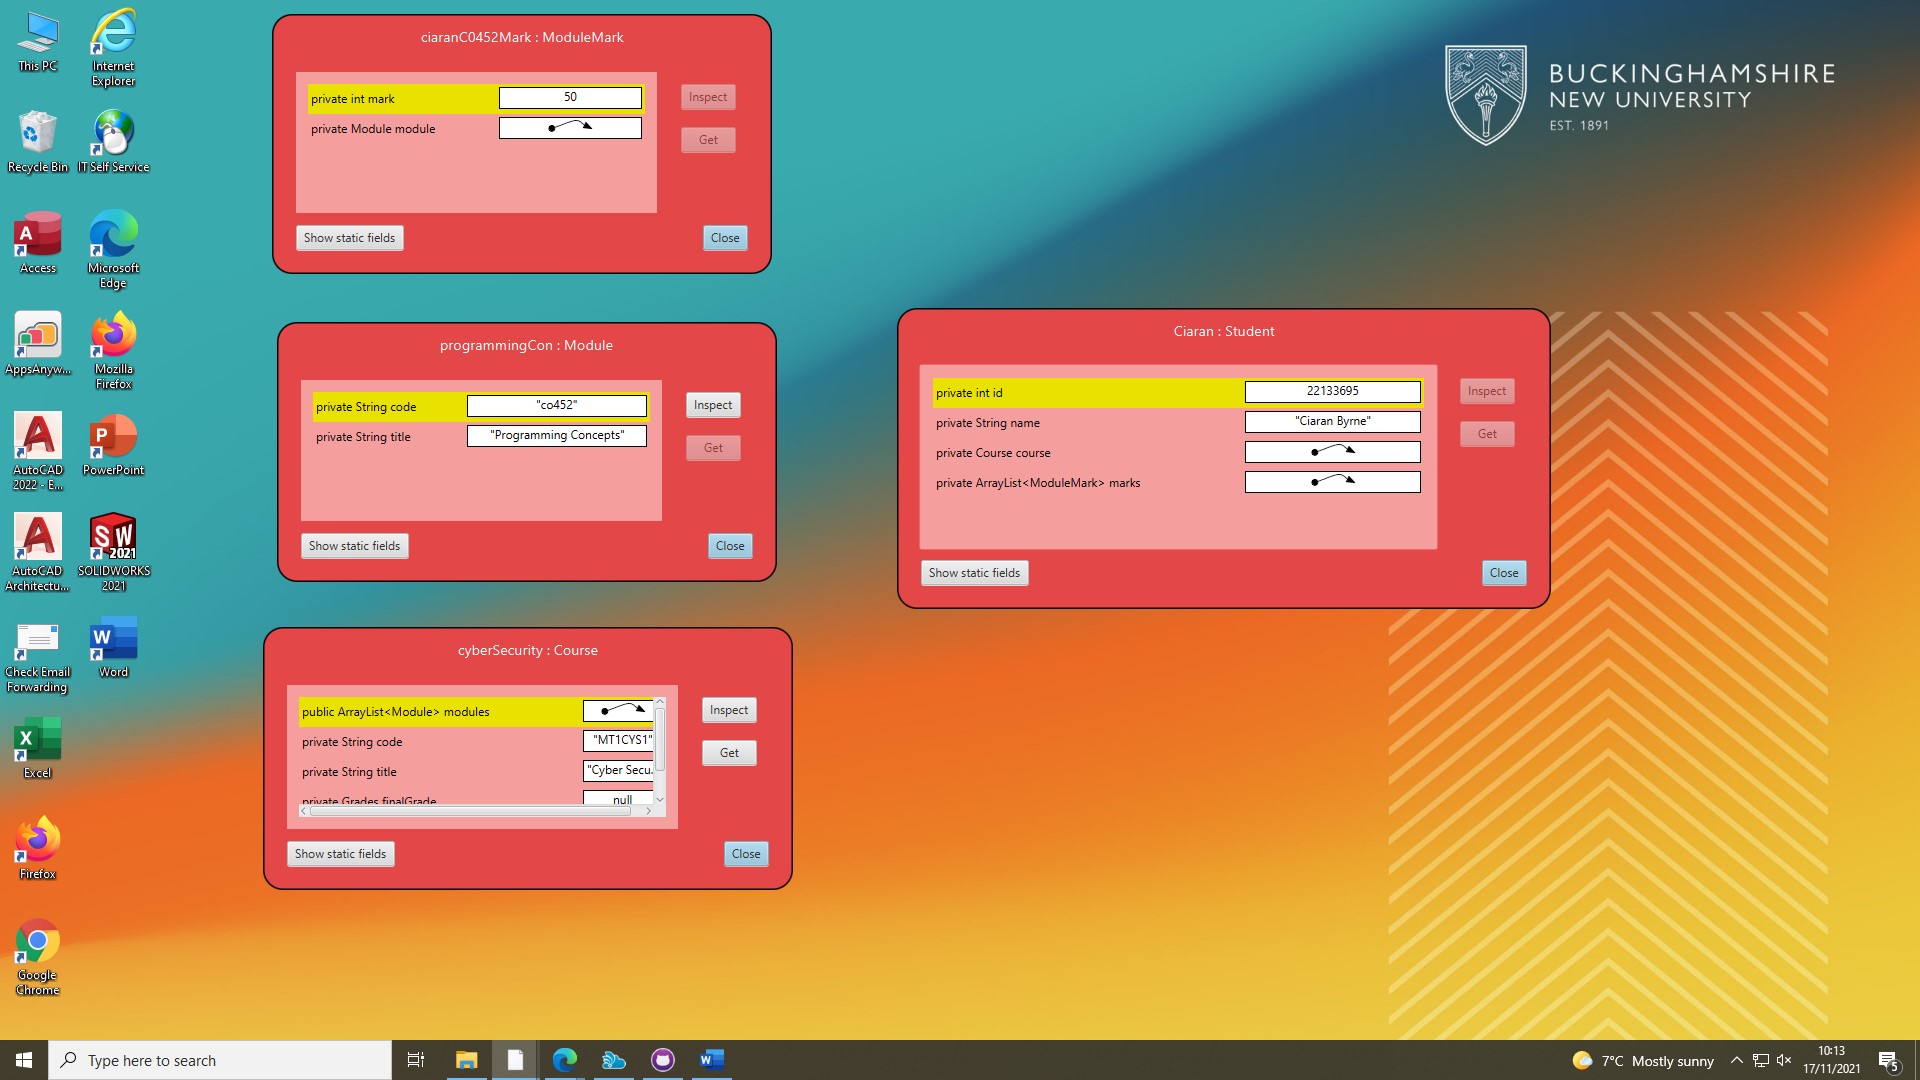 This PC
Internet
Explorer
Recycle Bin
IT Self Service
Access
Microsoft
Edge
AppsAnyw...
Mozilla
Firefox
AutoCAD
2022 - E...
PowerPoint
AutoCAD
Architectu...
SOLIDWORKS
2021
Check Email
Forwarding
Word
Excel
Firefox
Google
Chrome
ciaranC0452Mark : ModuleMark
private int mark 50
private Module module
Inspect
Get
Show static fields
Close
programmingCon : Module
private String code "co452"
private String title "Programming Concepts"
Inspect
Get
Show static fields
Close
cyberSecurity : Course
public ArrayList<Module> modules
private String code "MT1CYS1"
private String title "Cyber Secu.
private Grades finalGrade null
Inspect
Get
Show static fields
Close
BUCKINGHAMSHIRE
NEW UNIVERSITY
EST. 1891
Ciaran : Student
private int id 22133695
private String name "Ciaran Byrne"
private Course course
private ArrayList<ModuleMark> marks
Inspect
Get
Show static fields
Close
Type here to search
7°C Mostly sunny
10:13
17/11/2021
5